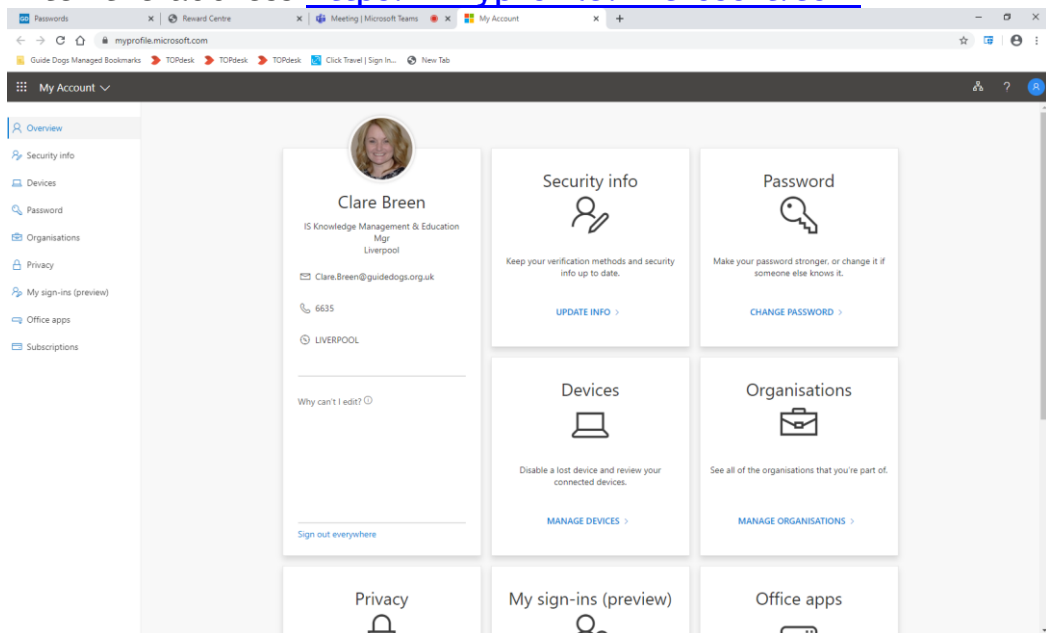 Passwords
Reward Centre
Meeting | Microsoft Teams
My Account
myprofile.microsoft.com
Guide Dogs Managed Bookmarks
TOPdesk
TOPdesk
TOPdesk
Click Travel | Sign In...
New Tab
My Account
?
Overview
Security info
Devices
Password
Organisations
Privacy
My sign-ins (preview)
Office apps
Subscriptions
Clare Breen
IS Knowledge Management & Education
Mgr
Liverpool
Clare.Breen@guidedogs.org.uk
6635
LIVERPOOL
Why can't I edit?
Sign out everywhere
Security info
Keep your verification methods and security
info up to date.
UPDATE INFO >
Password
Make your password stronger, or change it if
someone else knows it.
CHANGE PASSWORD >
Devices
Disable a lost device and review your
connected devices.
MANAGE DEVICES >
Organisations
See all of the organisations that you're part of.
MANAGE ORGANISATIONS >
Privacy
My sign-ins (preview)
Office apps